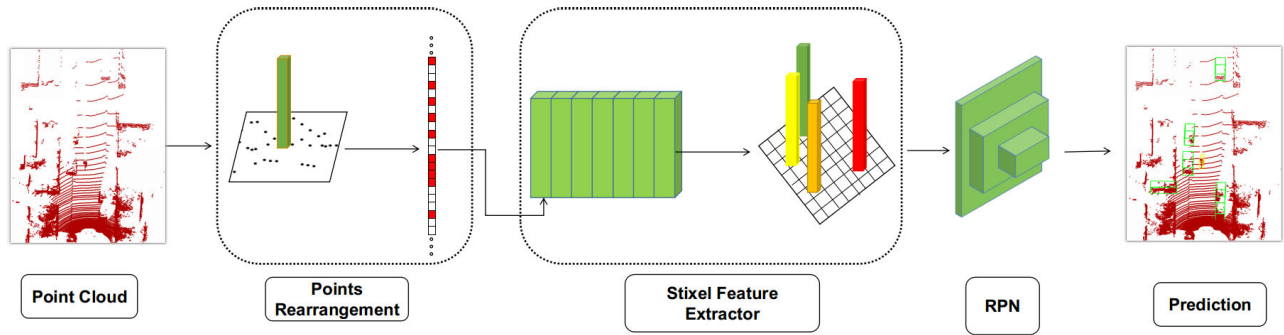 Point Cloud
Points
Rearrangement
Stixel Feature
Extractor
RPN
Prediction